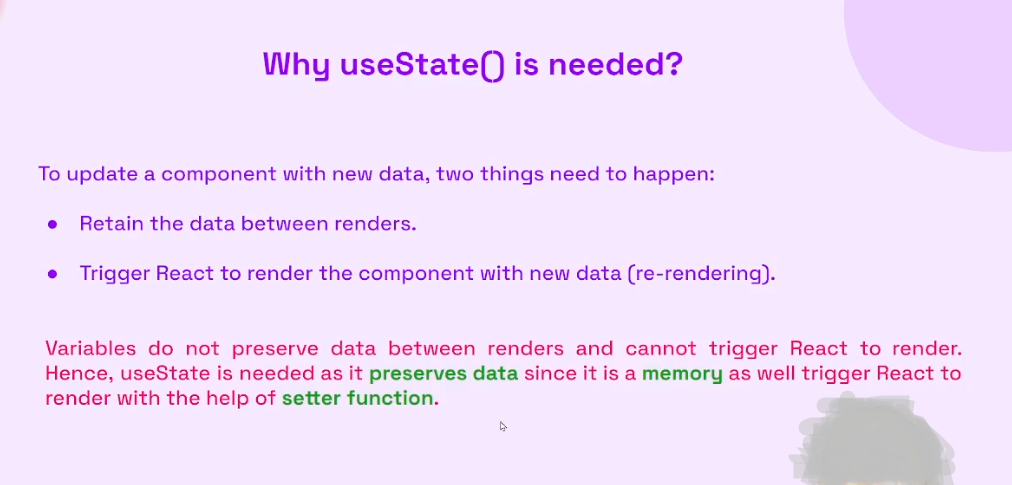 Why useState() is needed?
To update a component with new data, two things need to happen:
● Retain the data between renders.
● Trigger React to render the component with new data (re-rendering).
Variables do not preserve data between renders and cannot trigger React to render.
Hence, useState is needed as it preserves data since it is a memory as well trigger React to
render with the help of setter function.